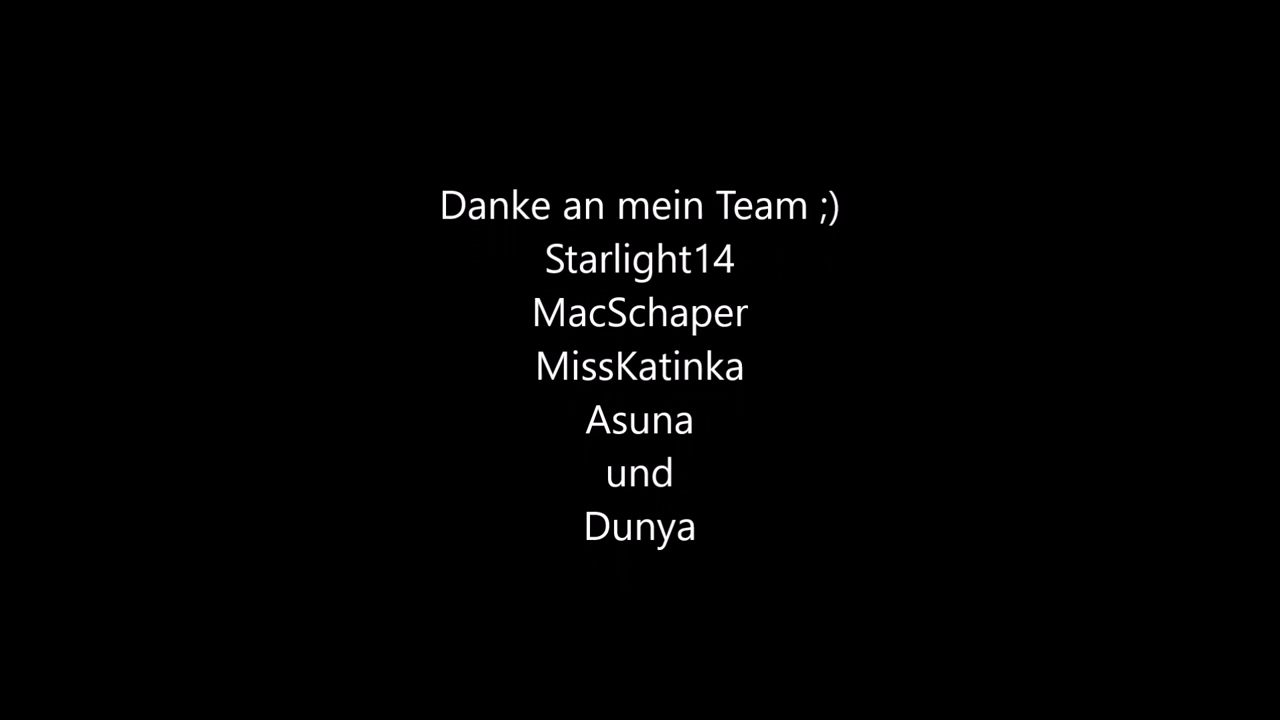 Danke an mein Team ;)
Starlight14
MacSchaper
MissKatinka
Asuna
und
Dunya